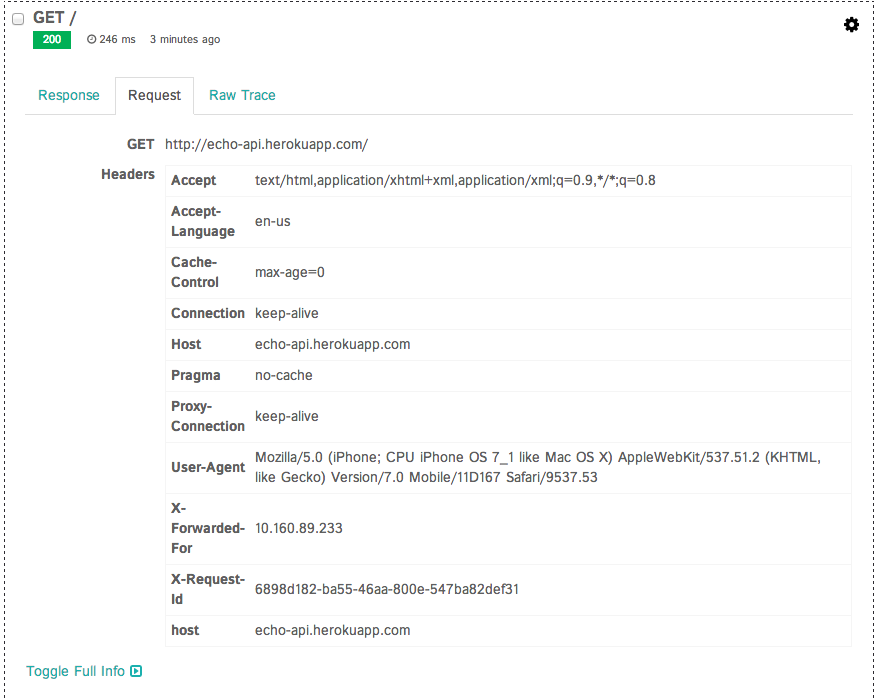 GET /
200 246 ms 3 minutes ago
Response Request Raw Trace
GET http://echo-api.herokuapp.com/
Headers
Accept text/html,application/xhtml+xml,application/xml;q=0.9,*/*;q=0.8
Accept-
Language en-us
Cache-
Control max-age=0
Connection keep-alive
Host echo-api.herokuapp.com
Pragma no-cache
Proxy-
Connection keep-alive
User-Agent Mozilla/5.0 (iPhone; CPU iPhone OS 7_1 like Mac OS X) AppleWebKit/537.51.2 (KHTML,
like Gecko) Version/7.0 Mobile/11D167 Safari/9537.53
X-
Forwarded- 10.160.89.233
For
X-Request-
Id 6898d182-ba55-46aa-800e-547ba82def31
host echo-api.herokuapp.com
Toggle Full Info